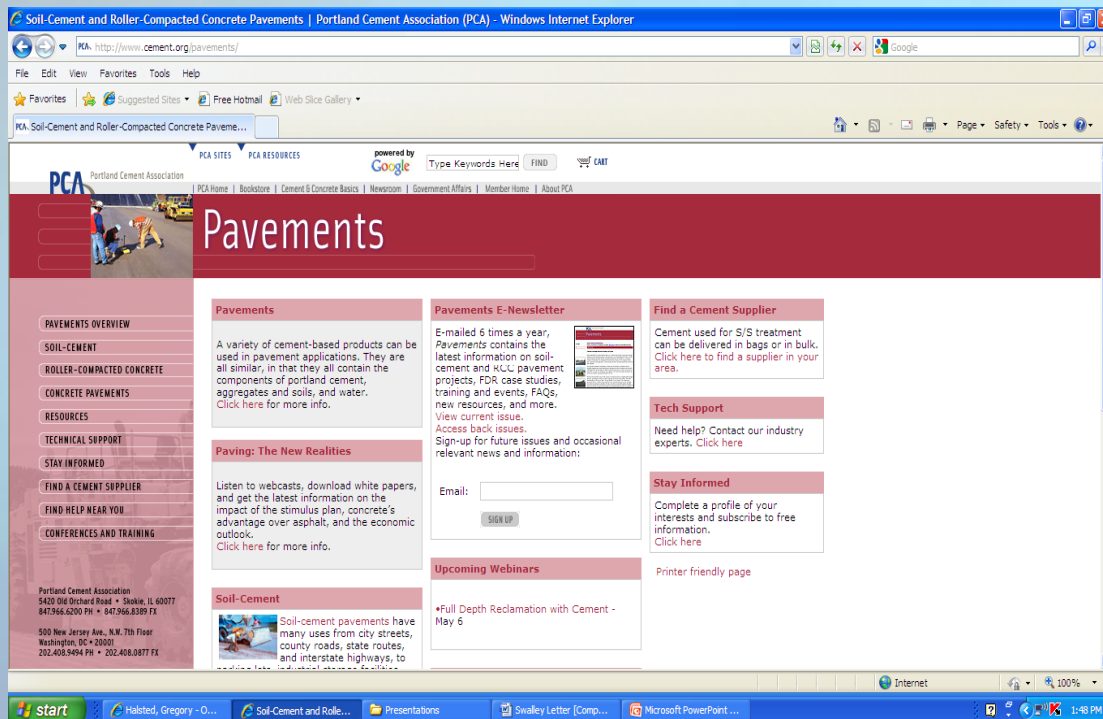 Soil-Cement and Roller-Compacted Concrete Pavements | Portland Cement Association (PCA) - Windows Internet Explorer
PCA. http://www.cement.org/pavements/
Google
File Edit View Favorites Tools Help
Favorites Suggested Sites Free Hotmail Web Slice Gallery
PCA. Soil-Cement and Roller-Compacted Concrete Paveme...
Page Safety Tools
PCA SITES PCA RESOURCES
powered by
Google
Type Keywords Here FIND CART
PCA Portland Cement Association
| PCA Home | Bookstore | Cement & Concrete Basics | Newsroom | Government Affairs | Member Home | About PCA
Pavements
PAVEMENTS OVERVIEW
SOIL-CEMENT
ROLLER-COMPACTED CONCRETE
CONCRETE PAVEMENTS
RESOURCES
TECHNICAL SUPPORT
STAY INFORMED
FIND A CEMENT SUPPLIER
FIND HELP NEAR YOU
CONFERENCES AND TRAINING
Portland Cement Association
5420 Old Orchard Road • Skokie, IL 60077
847.966.6200 PH • 847.966.8389 FX
500 New Jersey Ave., N.W. 7th Floor
Washington, DC • 20001
202.408.9494 PH • 202.408.0877 FX
Pavements
A variety of cement-based products can be
used in pavement applications. They are
all similar, in that they all contain the
components of portland cement,
aggregates and soils, and water.
Click here for more info.
Paving: The New Realities
Listen to webcasts, download white papers,
and get the latest information on the
impact of the stimulus plan, concrete's
advantage over asphalt, and the economic
outlook.
Click here for more info.
Soil-Cement
Soil-cement pavements have
many uses from city streets,
county roads, state routes,
and interstate highways, to
parking lots, industrial storage facilities,
Pavements E-Newsletter
E-mailed 6 times a year,
Pavements contains the
latest information on soil-
cement and RCC pavement
projects, FDR case studies,
training and events, FAQs,
new resources, and more.
View current issue.
Access back issues.
Sign-up for future issues and occasional
relevant news and information:
Email:
SIGN UP
Upcoming Webinars
•Full Depth Reclamation with Cement -
May 6
Find a Cement Supplier
Cement used for S/S treatment
can be delivered in bags or in bulk.
Click here to find a supplier in your
area.
Tech Support
Need help? Contact our industry
experts. Click here
Stay Informed
Complete a profile of your
interests and subscribe to free
information.
Click here
Printer friendly page
Internet 100%
start Halsted, Gregory - O... Soil-Cement and Rolle... Presentations Swalley Letter [Comp... Microsoft PowerPoint ... 1:48 PM